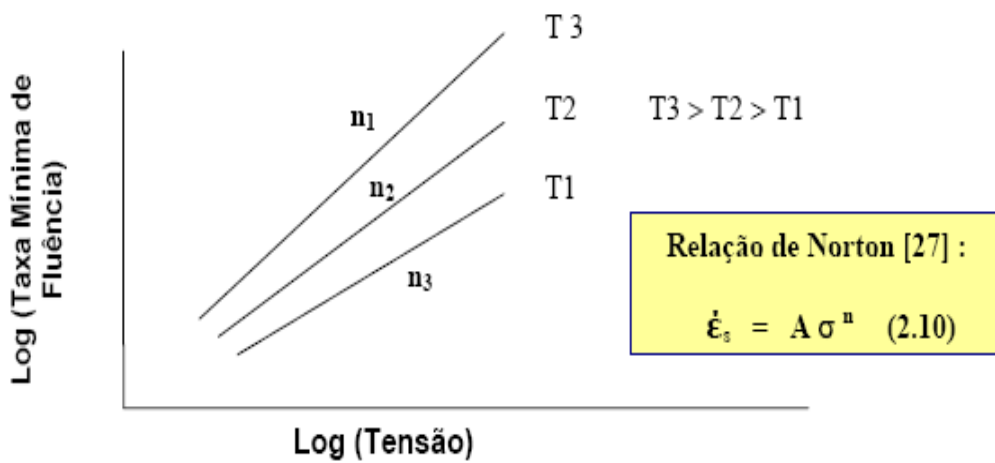 Log (Taxa Mínima de
Fluência)
T 3
n₁
T2
T3 > T2 > T1
n₂
T1
n₃
Relação de Norton [27] :
ε̇ₛ = A σ ⁿ (2.10)
Log (Tensão)